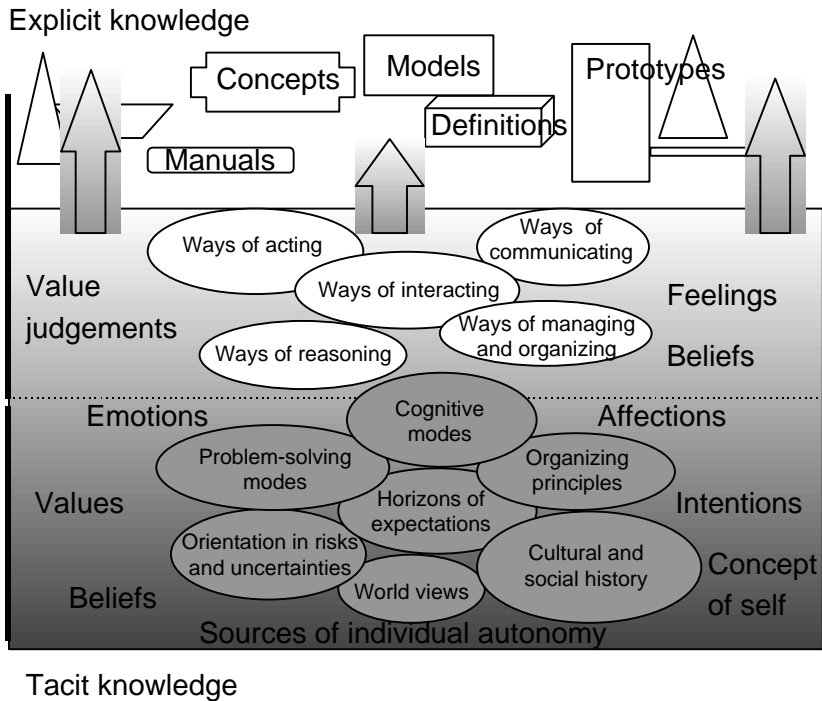 Explicit knowledge
Concepts
Models
Prototypes
Definitions
Manuals
Ways of acting
Ways of
communicating
Value
judgements
Ways of interacting
Feelings
Ways of managing
and organizing
Ways of reasoning
Beliefs
Emotions
Cognitive
modes
Affections
Problem-solving
modes
Organizing
principles
Values
Horizons of
expectations
Intentions
Orientation in risks
and uncertainties
Cultural and
social history
Concept
of self
World views
Beliefs
Sources of individual autonomy
Tacit knowledge